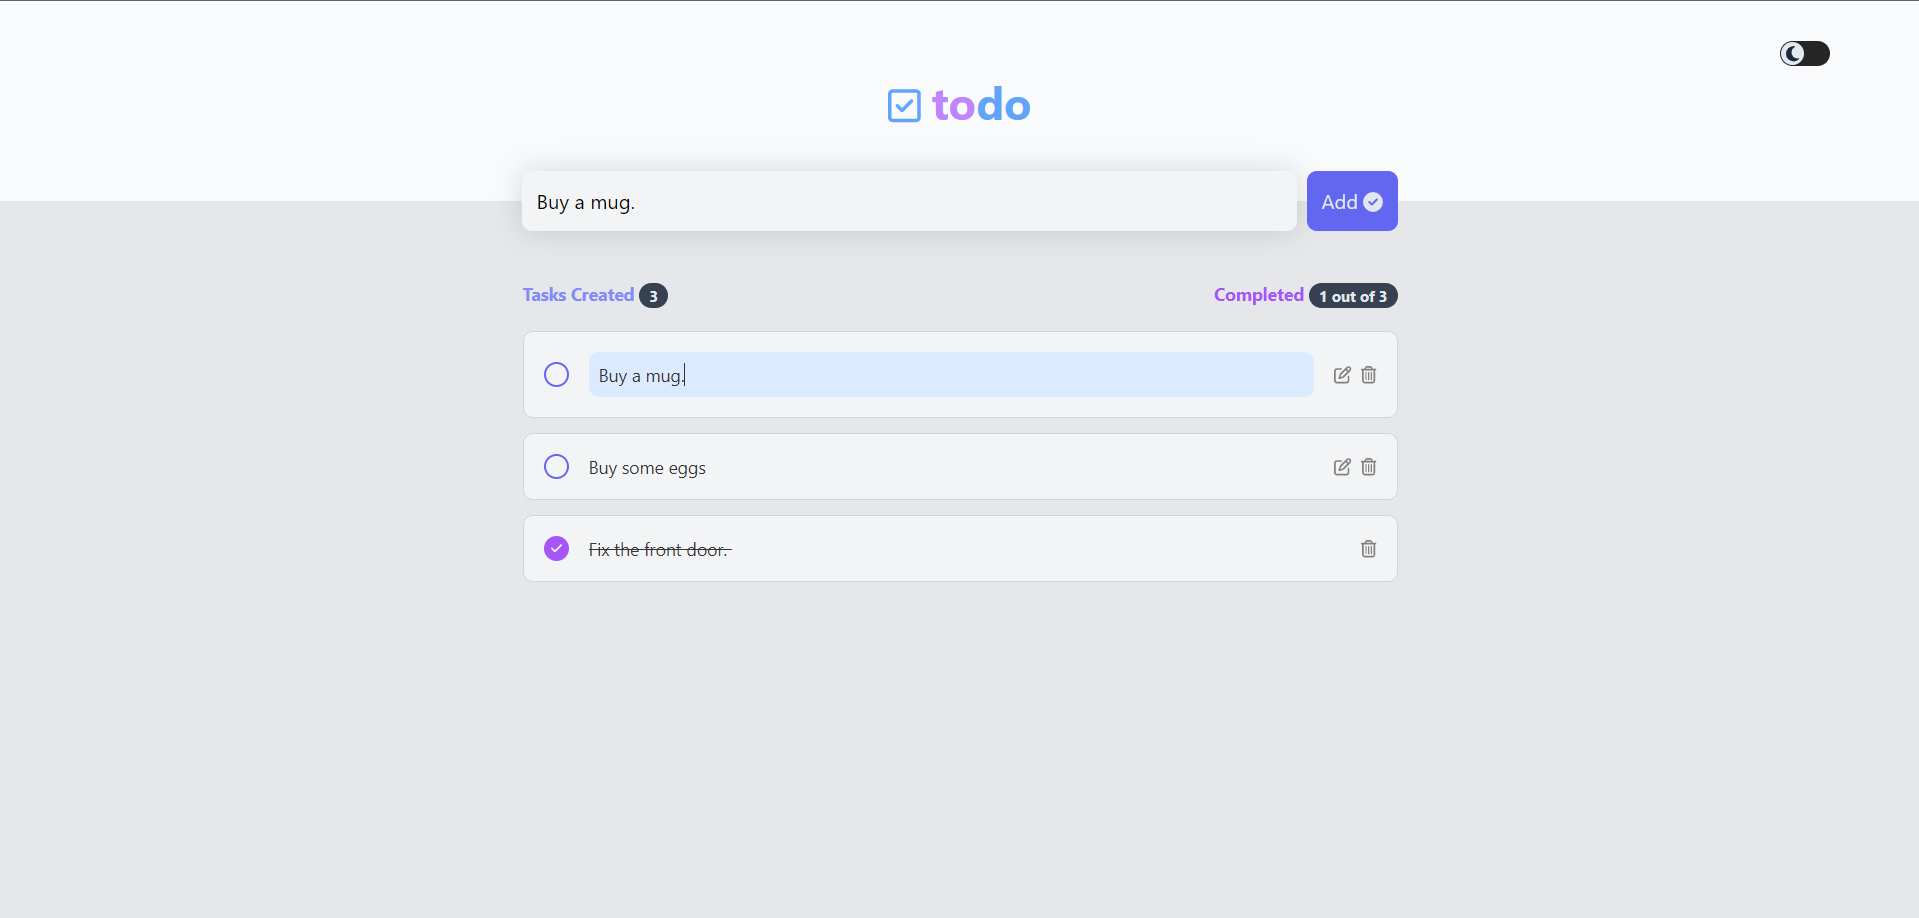 todo
Buy a mug.
Add
Tasks Created 3
Completed 1 out of 3
Buy a mug.
Buy some eggs
Fix the front door.